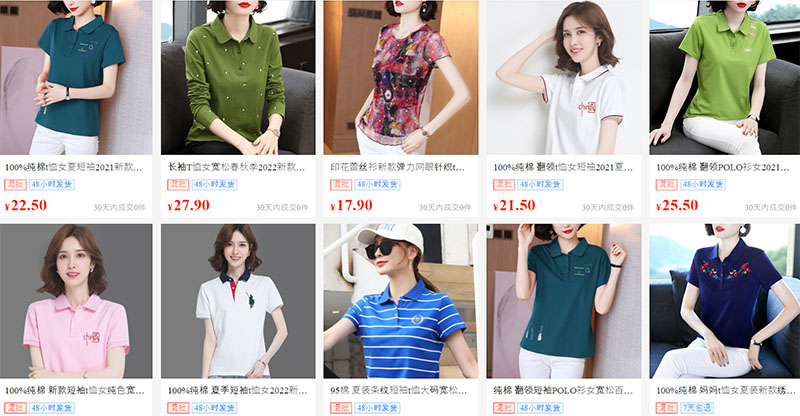 100%纯棉t恤女夏短袖2021新款…
混批 48小时发货
¥22.50 30天内成交0件
长袖T恤女宽松春秋季2022新款…
混批 48小时发货
¥27.90 30天内成交0件
印花蕾丝衫新款弹力网眼针织t…
混批 48小时发货
¥17.90 30天内成交0件
100%纯棉 翻领t恤女短袖2021夏…
混批 48小时发货
¥21.50 30天内成交0件
100%纯棉 翻领POLO衫女2021…
混批 48小时发货
¥25.50 30天内成交0件
100%纯棉 新款短袖t恤女纯色宽…
混批 48小时发货
100%纯棉 夏季短袖t恤女2022新…
混批 48小时发货
95棉 夏装条纹短袖t恤大码宽松…
混批 48小时发货
纯棉 翻领短袖POLO衫女宽松百…
混批 48小时发货
100%纯棉 妈妈t恤女夏装新款绣…
混批 7天包退